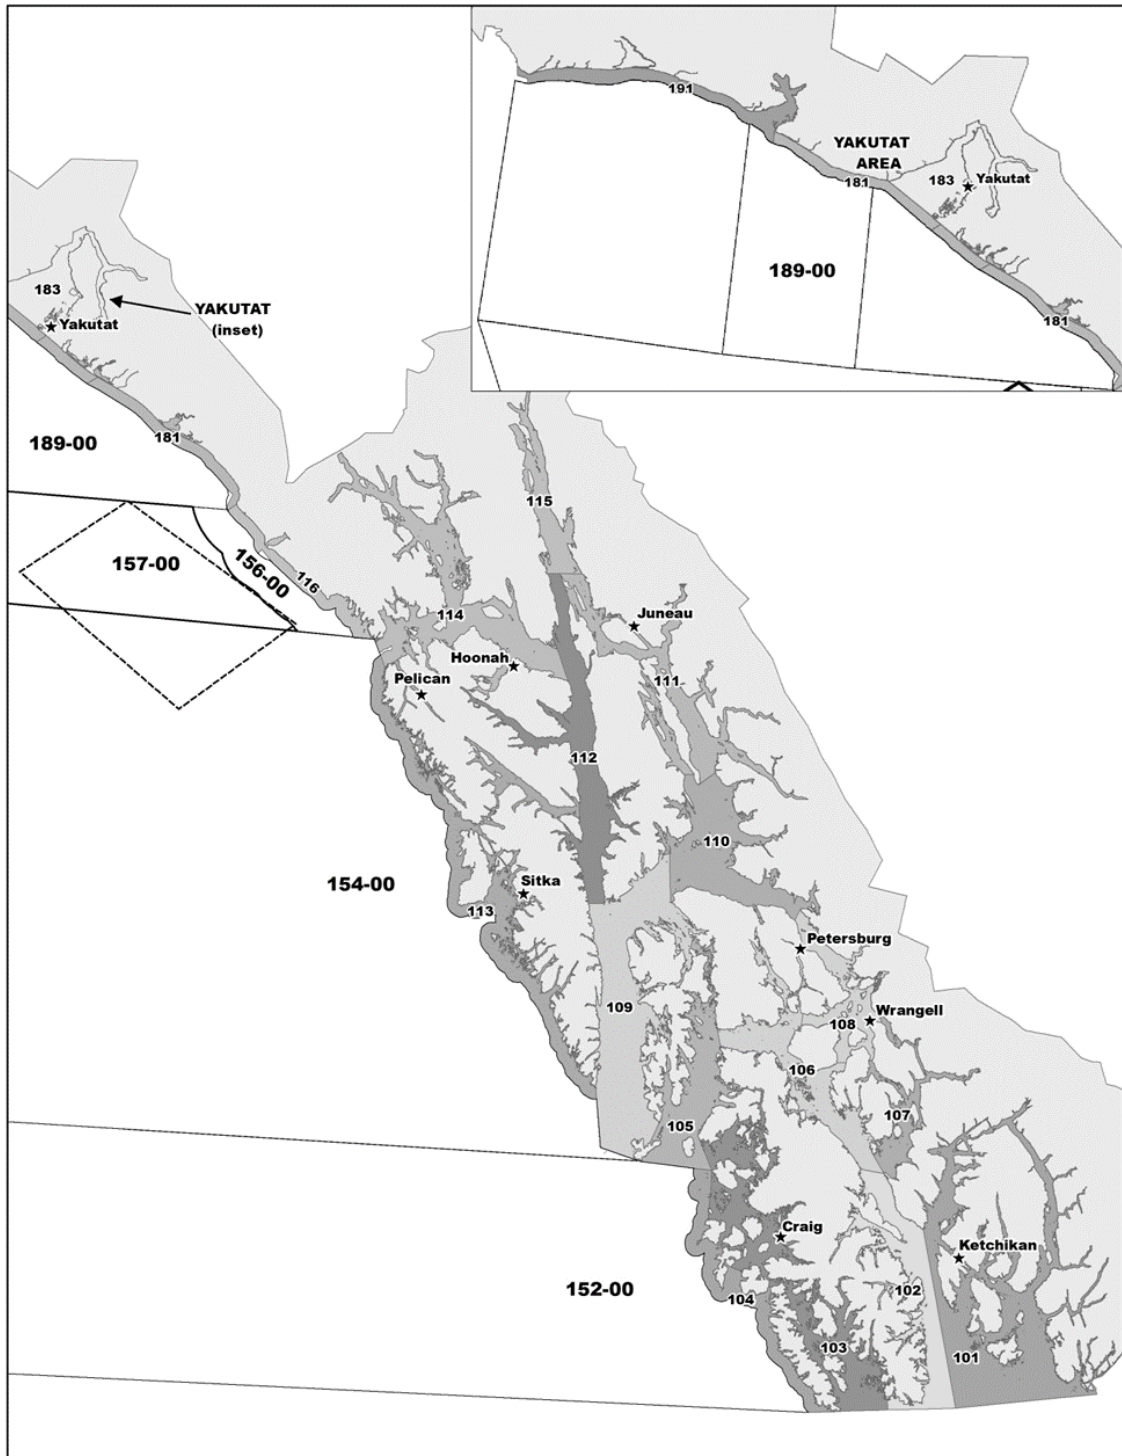 191
YAKUTAT
AREA
181
183
Yakutat
189-00
181
183
YAKUTAT
(inset)
Yakutat
189-00
181
115
157-00
156-00
116
114
Juneau
Hoonah
Pelican
111
112
110
154-00
Sitka
113
Petersburg
109
108
Wrangell
106
107
105
Craig
Ketchikan
152-00
104
102
103
101